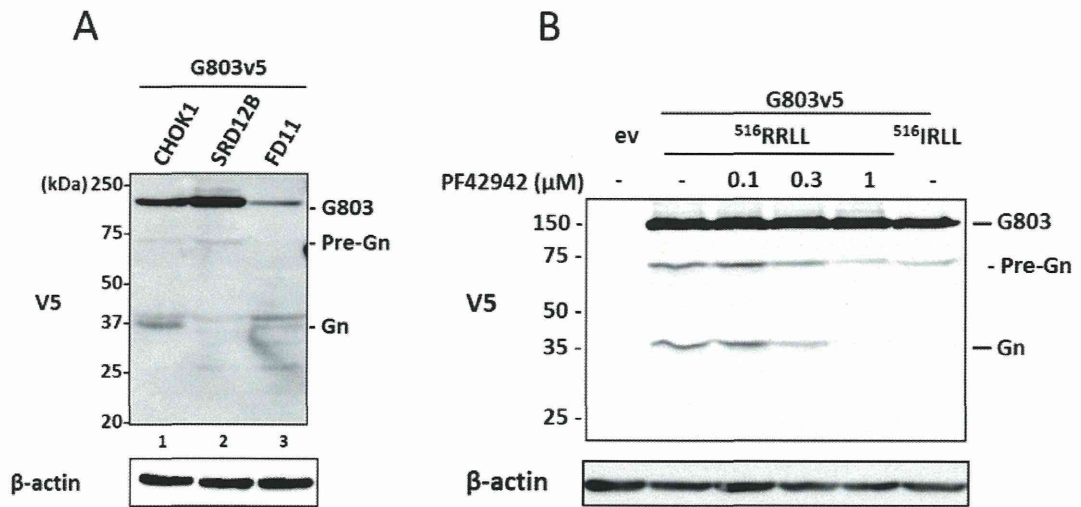 A
G803v5
CHOK1 SRD12B FD11
(kDa)
250
75-
50-
37-
25-
20-
V5
- G803
- Pre-Gn
- Gn
1 2 3
β-actin
B
G803v5
ev ⁵¹⁶RRLL ⁵¹⁶IRLL
PF42942 (μM) - - 0.1 0.3 1 -
150 -
75 -
50 -
35 -
25 -
V5
— G803
- Pre-Gn
— Gn
β-actin